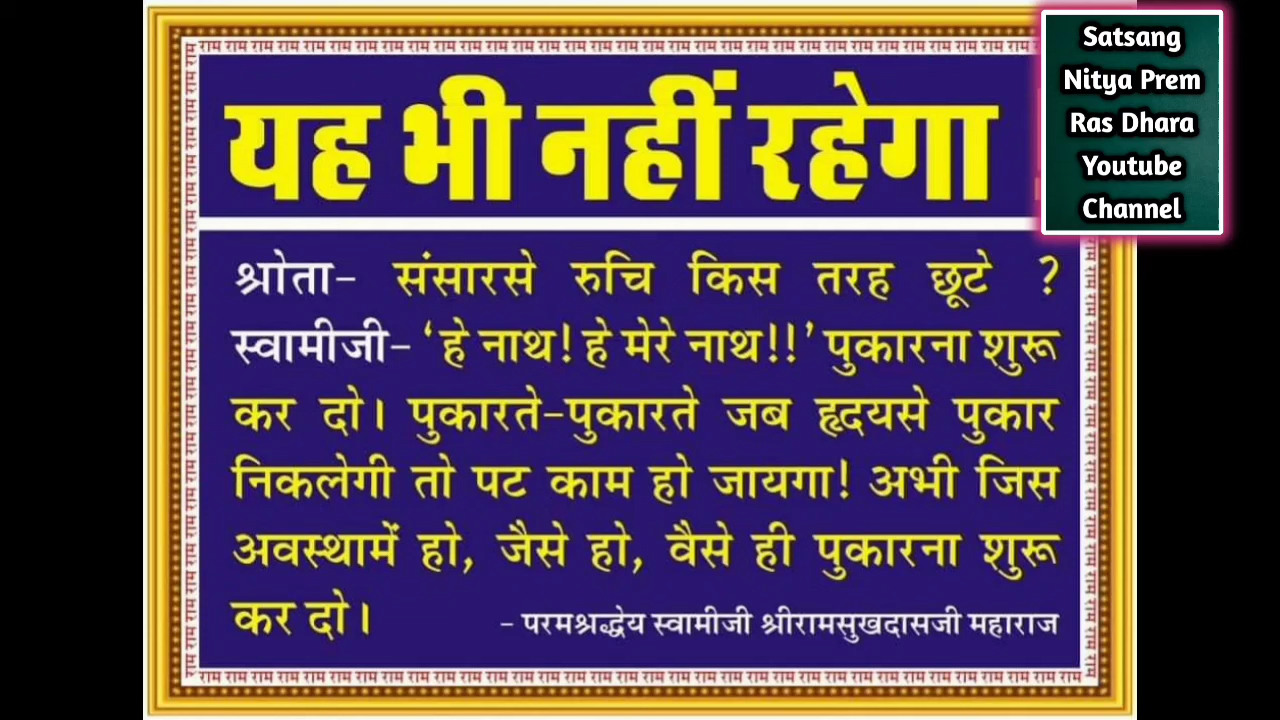 राम राम राम राम राम राम राम राम राम राम राम राम राम राम राम राम राम राम राम राम राम राम राम राम राम राम राम राम राम राम राम राम
यह भी नहीं रहेगा
Satsang
Nitya Prem
Ras Dhara
Youtube
Channel
श्रोता- संसारसे रुचि किस तरह छूटे ?
स्वामीजी- ‘हे नाथ! हे मेरे नाथ!!’ पुकारना शुरू
कर दो। पुकारते-पुकारते जब हृदयसे पुकार
निकलेगी तो पट काम हो जायगा! अभी जिस
अवस्थामें हो, जैसे हो, वैसे ही पुकारना शुरू
कर दो।
- परमश्रद्धेय स्वामीजी श्रीरामसुखदासजी महाराज
राम राम राम राम राम राम राम राम राम राम राम राम राम राम राम राम राम राम राम राम राम राम राम राम राम राम राम राम राम राम राम राम राम राम